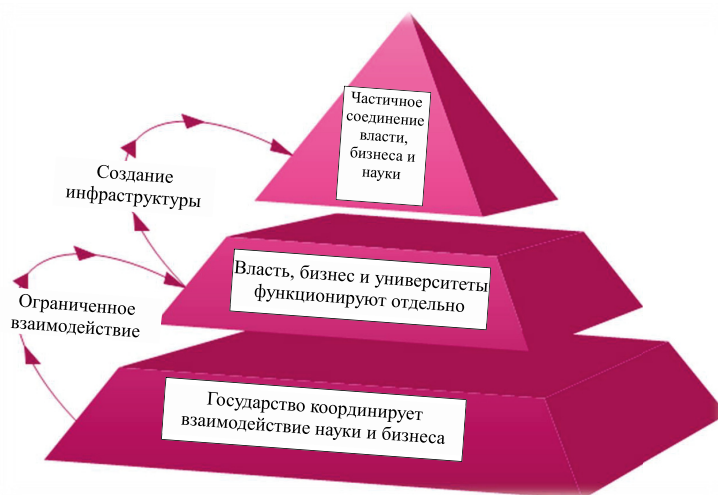 Частичное
соединение
власти,
бизнеса и
науки
Создание
инфраструктуры
Власть, бизнес и университеты
функционируют отдельно
Ограниченное
взаимодействие
Государство координирует
взаимодействие науки и бизнеса